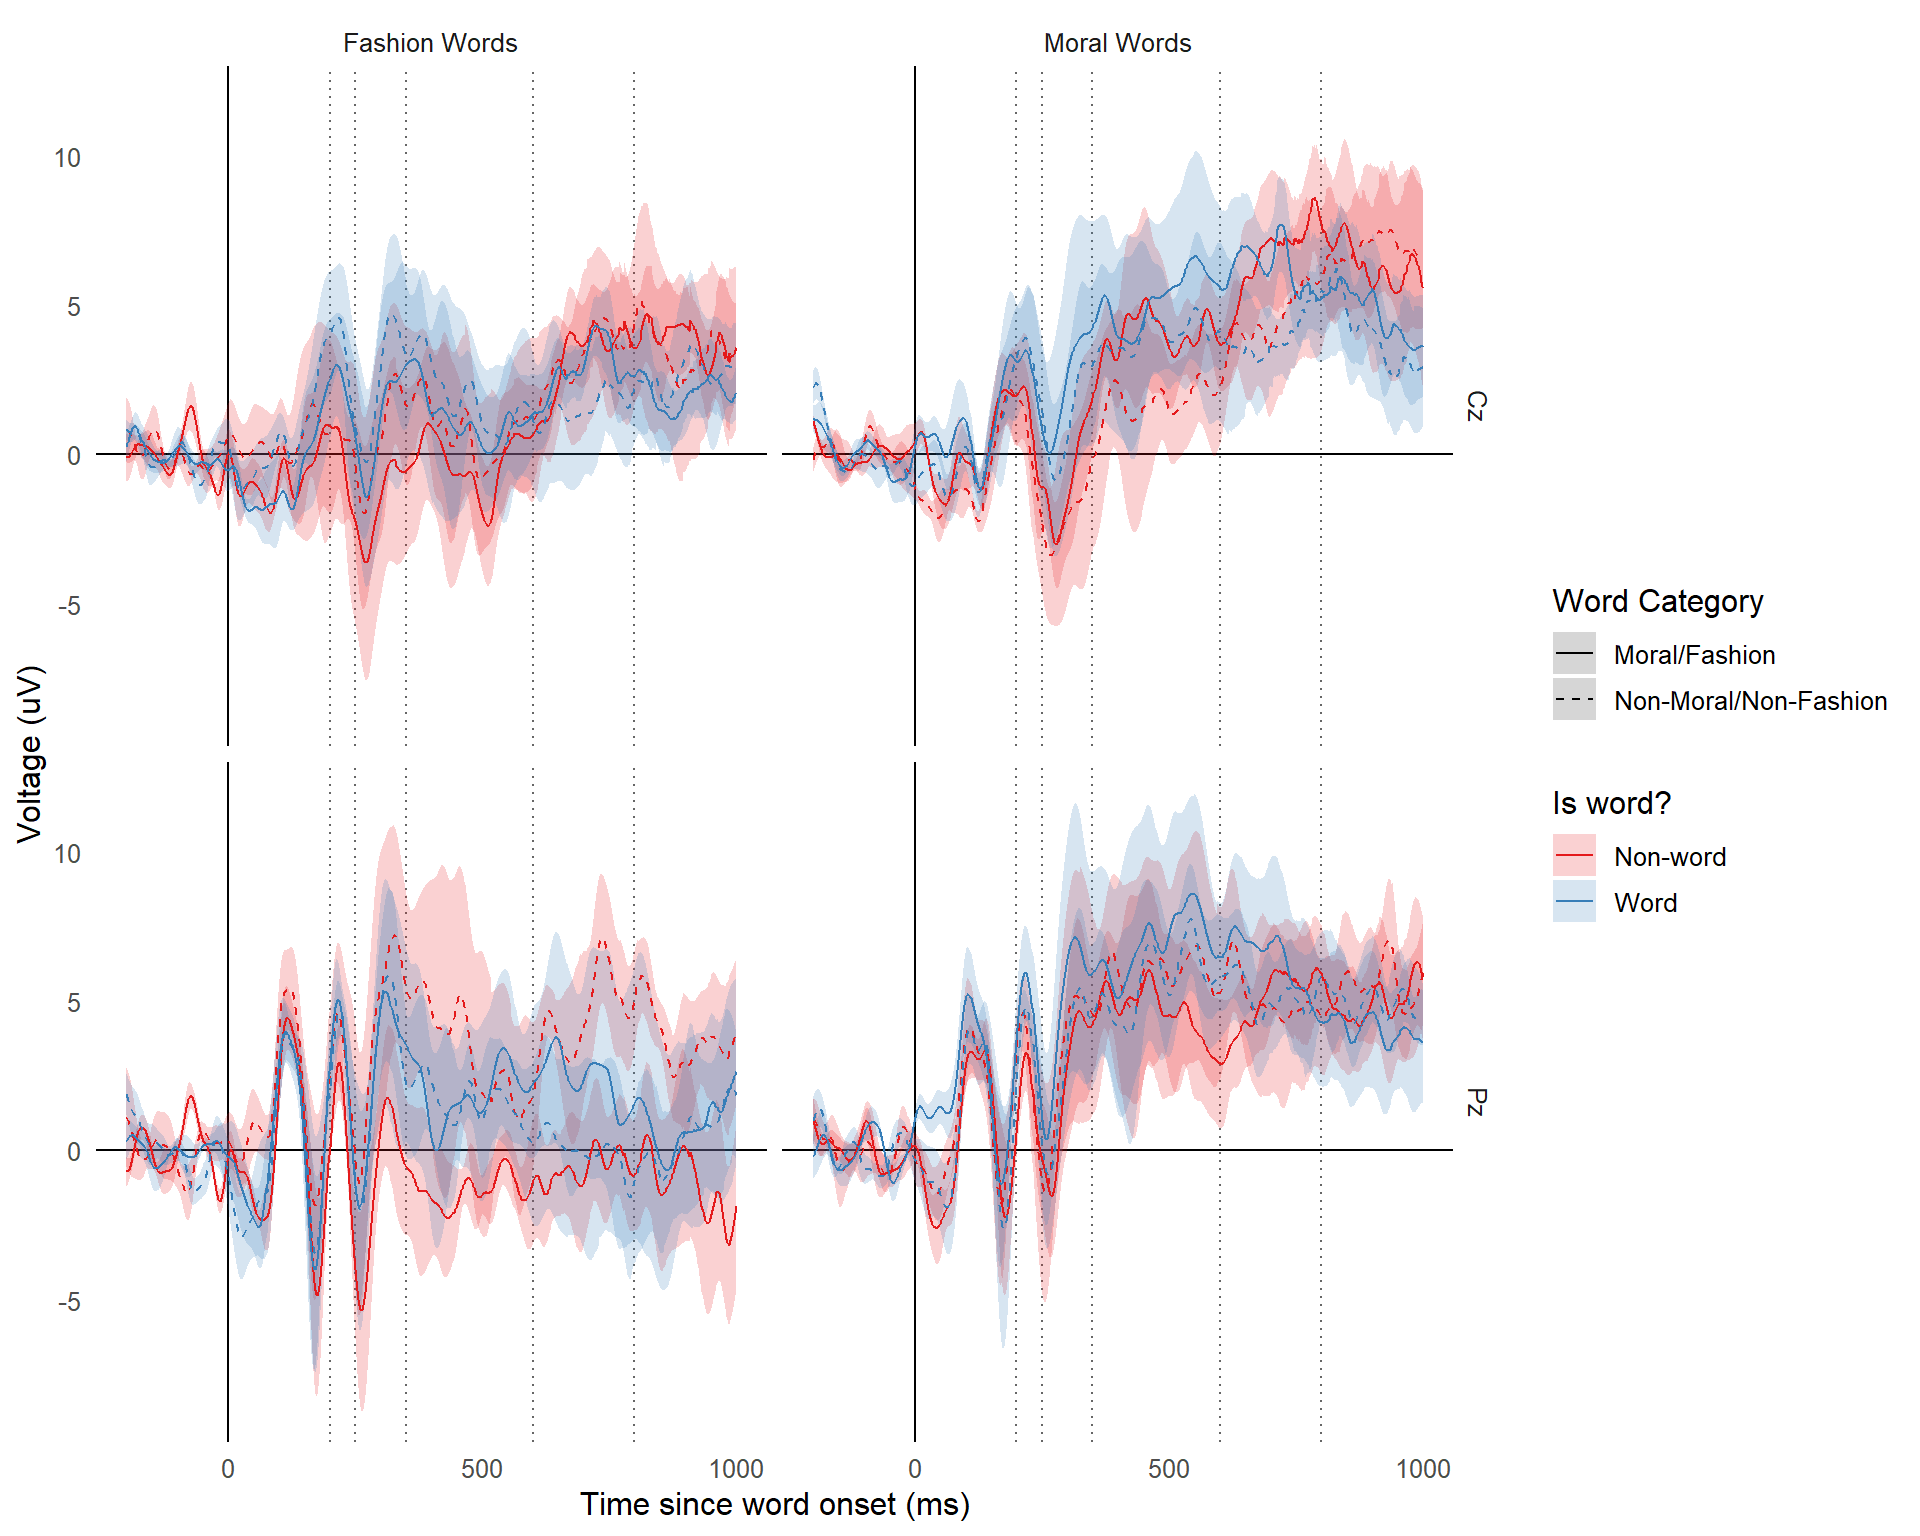 Fashion Words
Moral Words
10
5
0
-5
Cz
10
5
0
-5
Pz
0
500
1000
0
500
1000
Time since word onset (ms)
Voltage (uV)
Word Category
Moral/Fashion
Non-Moral/Non-Fashion
Is word?
Non-word
Word